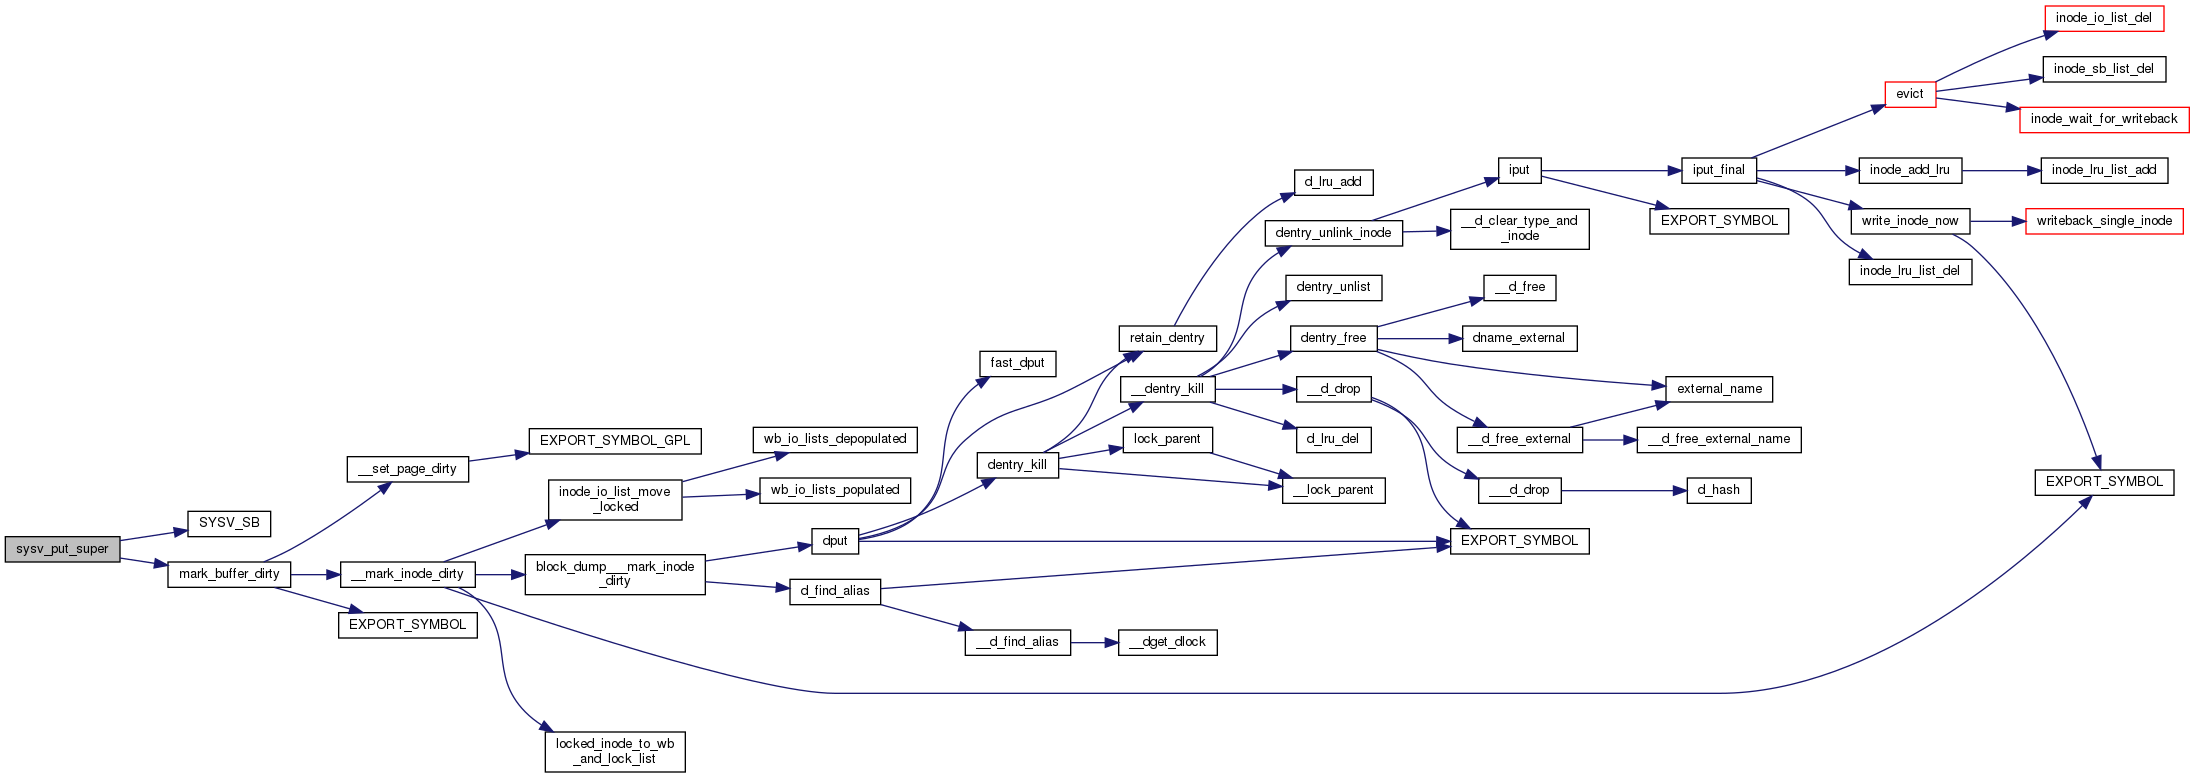 sysv_put_super
SYSV_SB
mark_buffer_dirty
__set_page_dirty
EXPORT_SYMBOL_GPL
__mark_inode_dirty
EXPORT_SYMBOL
inode_io_list_move
_locked
wb_io_lists_depopulated
wb_io_lists_populated
block_dump___mark_inode
_dirty
locked_inode_to_wb
_and_lock_list
dput
d_find_alias
fast_dput
dentry_kill
__d_find_alias
__dget_dlock
retain_dentry
__dentry_kill
lock_parent
__lock_parent
d_lru_add
dentry_unlink_inode
dentry_unlist
dentry_free
__d_drop
d_lru_del
iput
__d_clear_type_and
_inode
__d_free
dname_external
external_name
__d_free_external
__d_free_external_name
___d_drop
d_hash
EXPORT_SYMBOL
iput_final
EXPORT_SYMBOL
evict
inode_add_lru
write_inode_now
inode_lru_list_del
inode_io_list_del
inode_sb_list_del
inode_wait_for_writeback
inode_lru_list_add
writeback_single_inode
EXPORT_SYMBOL